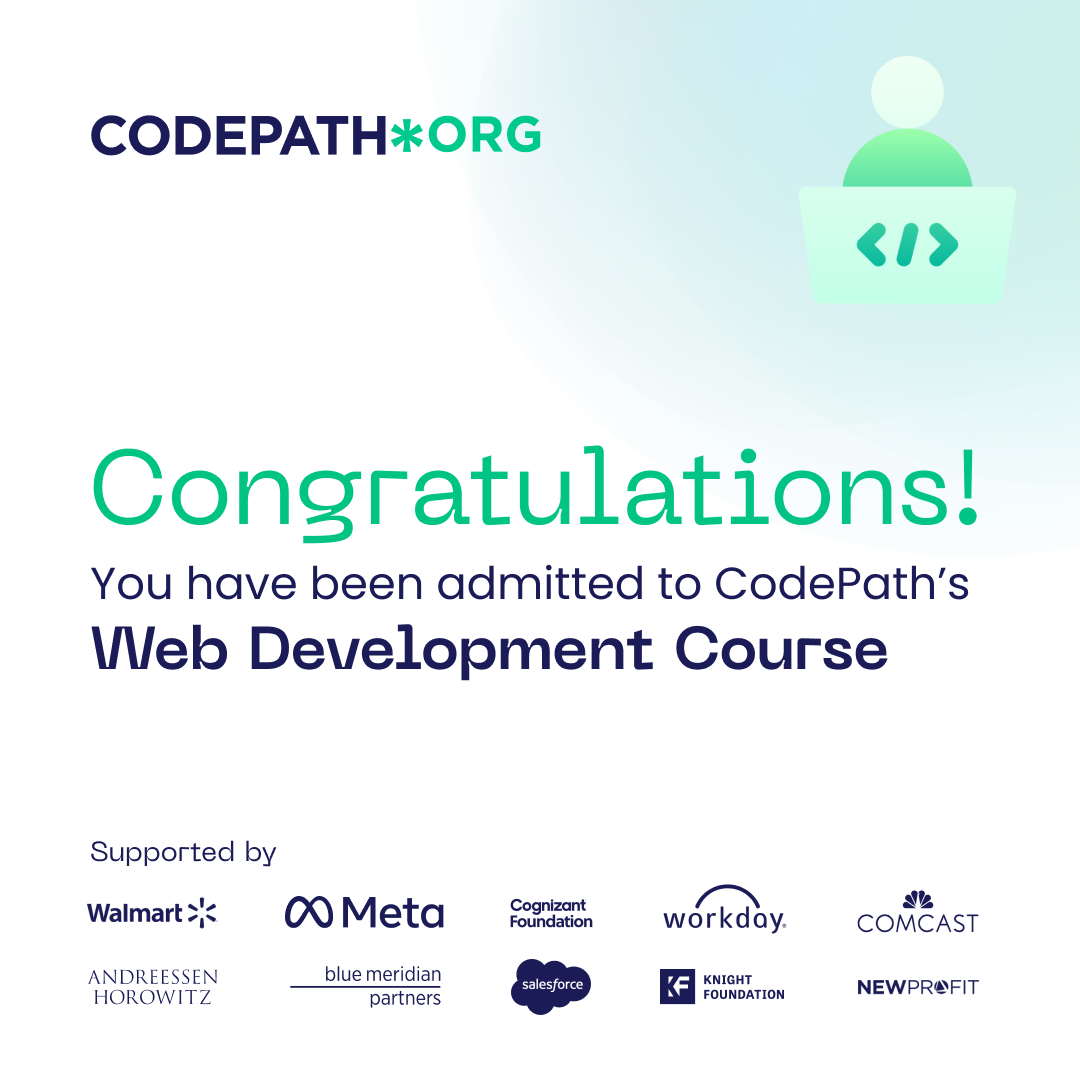 CODEPATH*ORG
</>
Congratulations!
You have been admitted to CodePath’s
Web Development Course
Supported by
Walmart
Meta
Cognizant
Foundation
workday®
COMCAST
ANDREESSEN
HOROWITZ
blue meridian
partners
salesforce
KF KNIGHT
FOUNDATION
NEWPROFIT